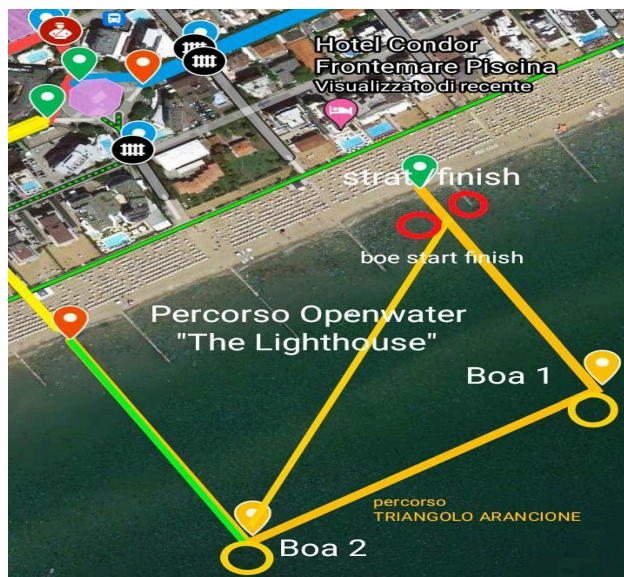 Hotel Condor
Frontemare Piscina
Visualizzato di recente
strat /finish
boe start finish
Percorso Openwater
"The Lighthouse"
Boa 1
percorso
TRIANGOLO ARANCIONE
Boa 2